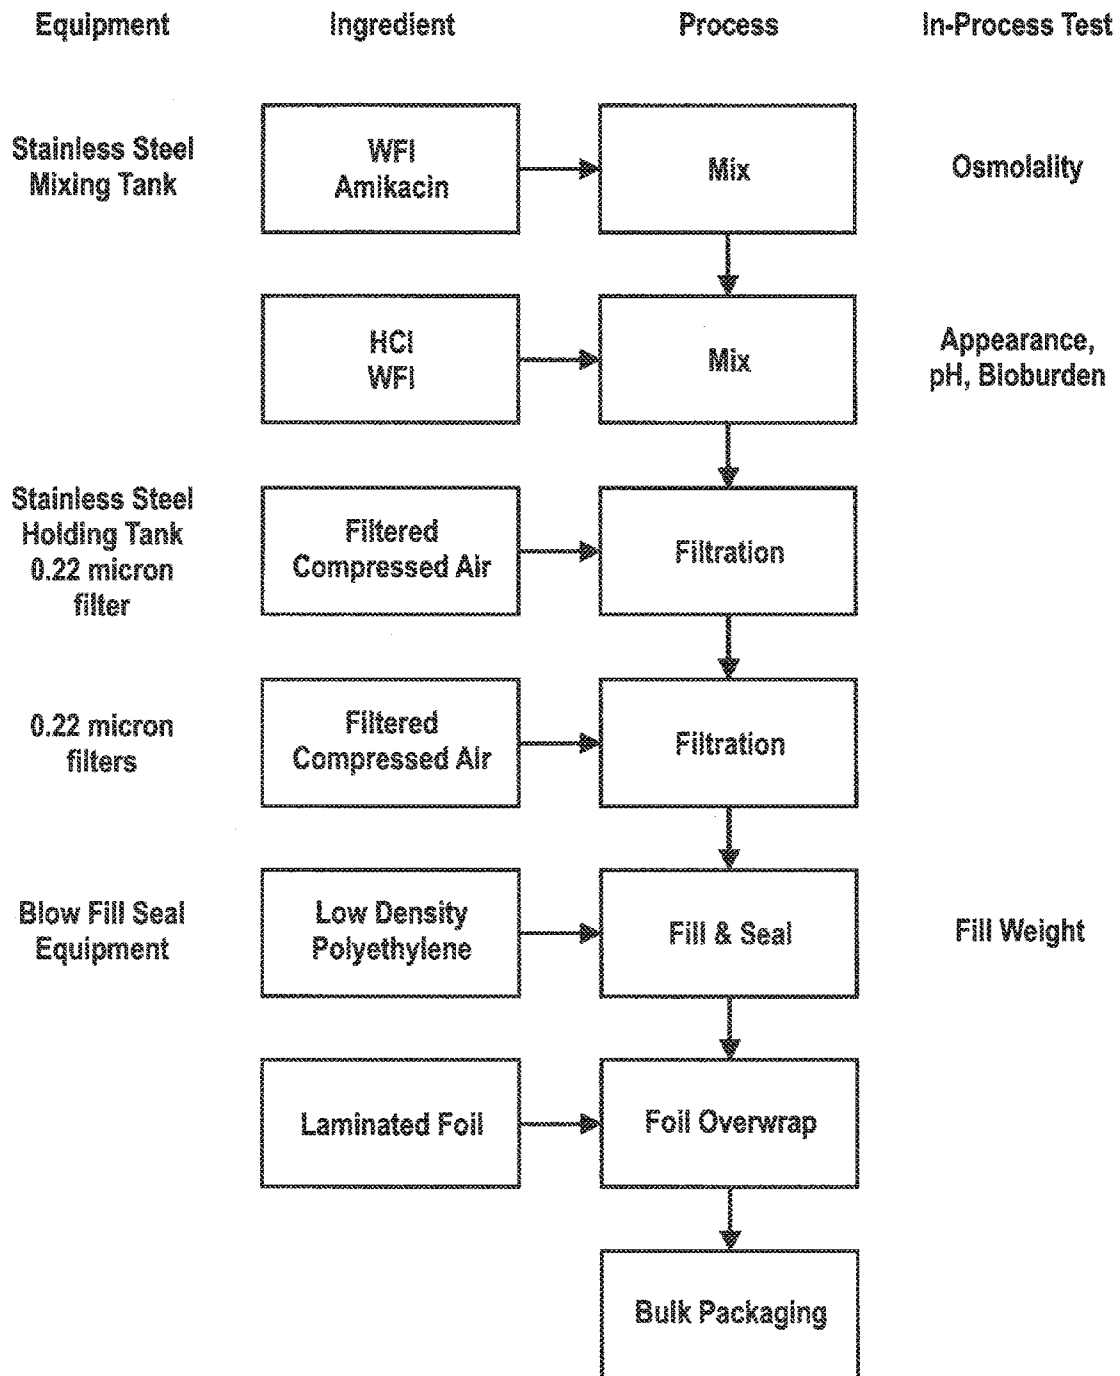 Equipment
Ingredient
Process
In-Process Test
Stainless Steel
Mixing Tank
WFI
Amikacin
Mix
Osmolality
HCl
WFI
Mix
Appearance,
pH, Bioburden
Stainless Steel
Holding Tank
0.22 micron
filter
Filtered
Compressed Air
Filtration
0.22 micron
filters
Filtered
Compressed Air
Filtration
Blow Fill Seal
Equipment
Low Density
Polyethylene
Fill & Seal
Fill Weight
Laminated Foil
Foil Overwrap
Bulk Packaging